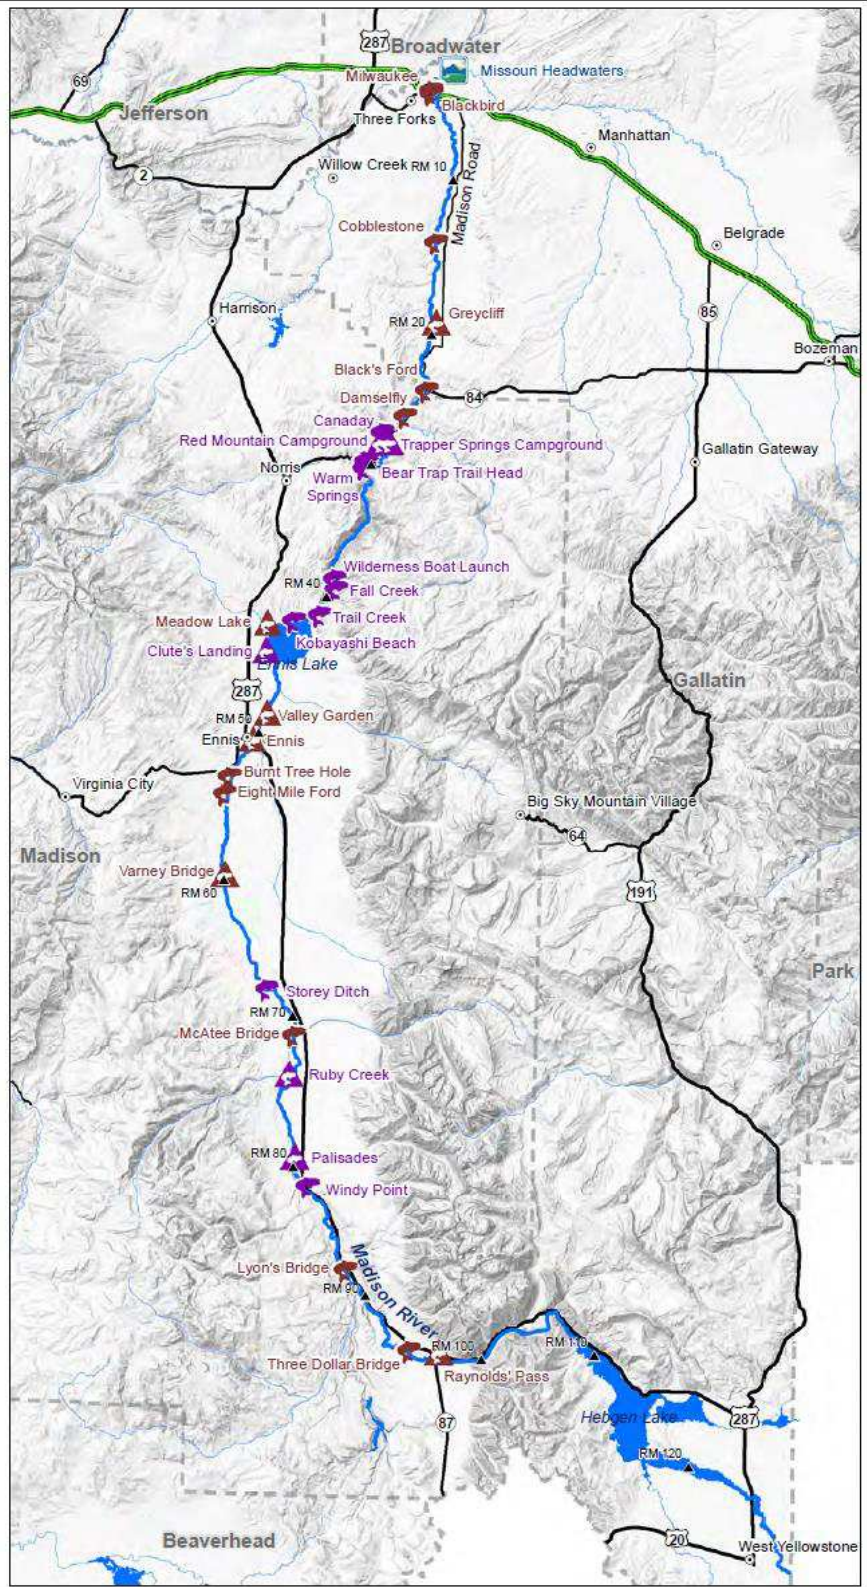 287
Broadwater
69
Milwaukee
Missouri Headwaters
Jefferson
Blackbird
Three Forks
Manhattan
Willow Creek
RM 10
2
Madison Road
Cobblestone
Belgrade
Harrison
Greycliff
85
RM 20
Bozeman
Black's Ford
Damselfly
84
Canaday
Red Mountain Campground
Trapper Springs Campground
Gallatin Gateway
Norris
Bear Trap Trail Head
Warm
Springs
Wilderness Boat Launch
RM 40
Fall Creek
Meadow Lake
Trail Creek
Clute's Landing
Kobayashi Beach
Ennis Lake
Gallatin
287
RM 50
Valley Garden
Ennis
Ennis
Burnt Tree Hole
Virginia City
Eight Mile Ford
Big Sky Mountain Village
64
Madison
Varney Bridge
RM 60
191
Park
Storey Ditch
RM 70
McAtee Bridge
Ruby Creek
RM 80
Palisades
Windy Point
Lyon's Bridge
Madison River
RM 90
RM 100
RM 110
Three Dollar Bridge
Raynolds' Pass
87
Hebgen Lake
287
RM 120
Beaverhead
20
West Yellowstone